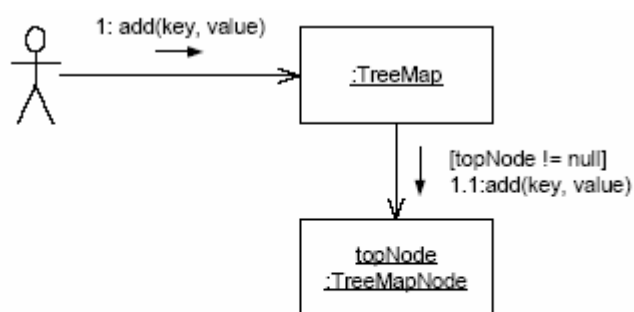 1: add(key, value)
:TreeMap
[topNode != null]
1.1:add(key, value)
topNode
:TreeMapNode